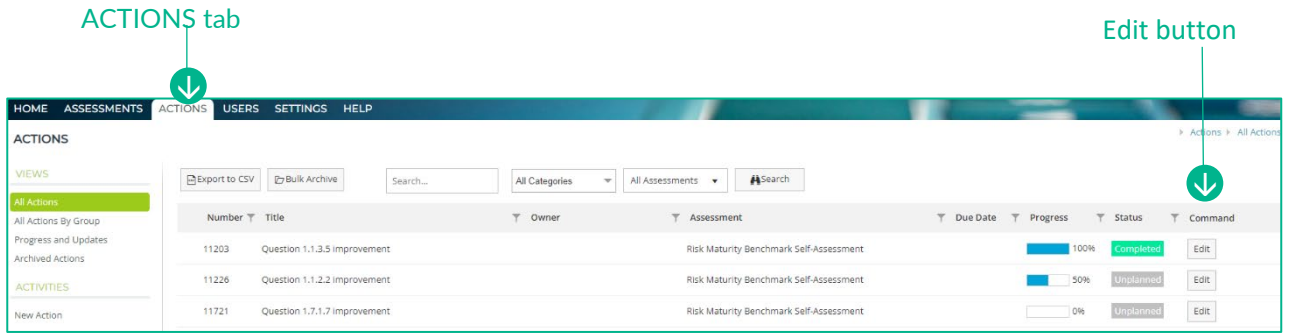 ACTIONS tab
Edit button
HOME ASSESSMENTS ACTIONS USERS SETTINGS HELP
ACTIONS
Actions All Actions
VIEWS
Export to CSV Bulk Archive Search... All Categories All Assessments Search
All Actions
All Actions By Group
Number Title Owner Assessment Due Date Progress Status Command
Progress and Updates
11203 Question 1.1.3.5 improvement Risk Maturity Benchmark Self-Assessment 100% Completed Edit
Archived Actions
11226 Question 1.1.2.2 improvement Risk Maturity Benchmark Self-Assessment 50% Unplanned Edit
ACTIVITIES
New Action
11721 Question 1.7.1.7 improvement Risk Maturity Benchmark Self-Assessment 0% Unplanned Edit